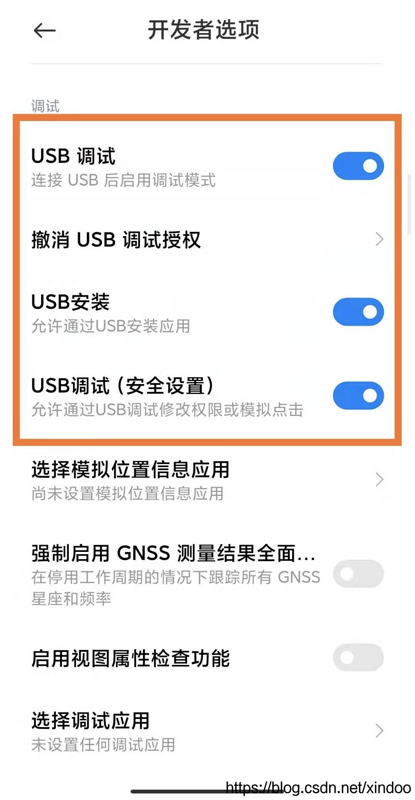 开发者选项
调试
USB 调试
连接 USB 后启用调试模式
撤消 USB 调试授权
USB安装
允许通过USB安装应用
USB调试（安全设置）
允许通过USB调试修改权限或模拟点击
选择模拟位置信息应用
尚未设置模拟位置信息应用
强制启用 GNSS 测量结果全面...
在停用工作周期的情况下跟踪所有 GNSS
星座和频率
启用视图属性检查功能
选择调试应用
未设置任何调试应用
https://blog.csdn.net/xindoo